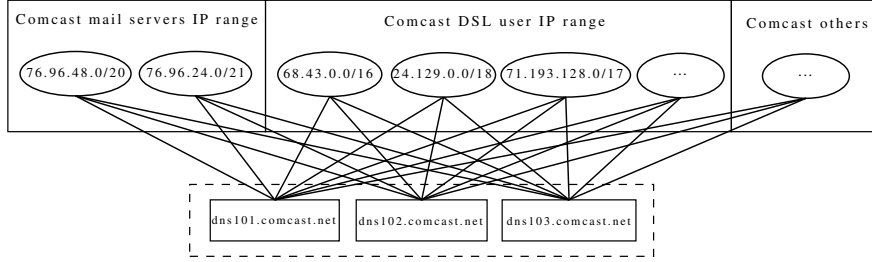 Comcast mail servers IP range
Comcast DSL user IP range
Comcast others
76.96.48.0/20
76.96.24.0/21
68.43.0.0/16
24.129.0.0/18
71.193.128.0/17
...
...
dns101.comcast.net
dns102.comcast.net
dns103.comcast.net